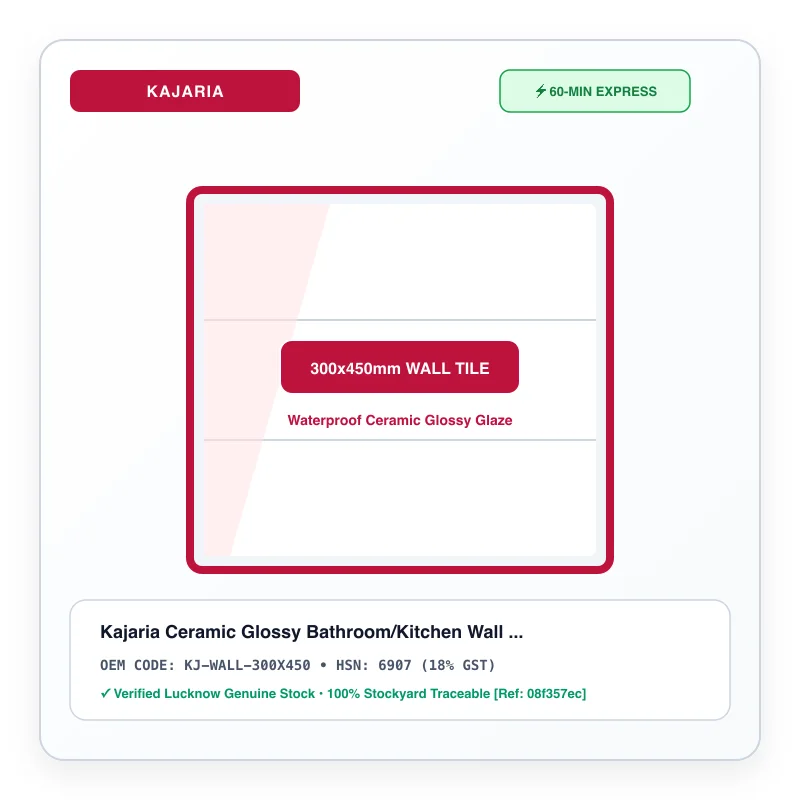 KAJARIA
⚡60-MIN EXPRESS
300x450mm WALL TILE
Waterproof Ceramic Glossy Glaze
Kajaria Ceramic Glossy Bathroom/Kitchen Wall ...
OEM CODE: KJ-WALL-300X450 • HSN: 6907 (18% GST)
✓ Verified Lucknow Genuine Stock · 100% Stockyard Traceable [Ref: 08f357ec]